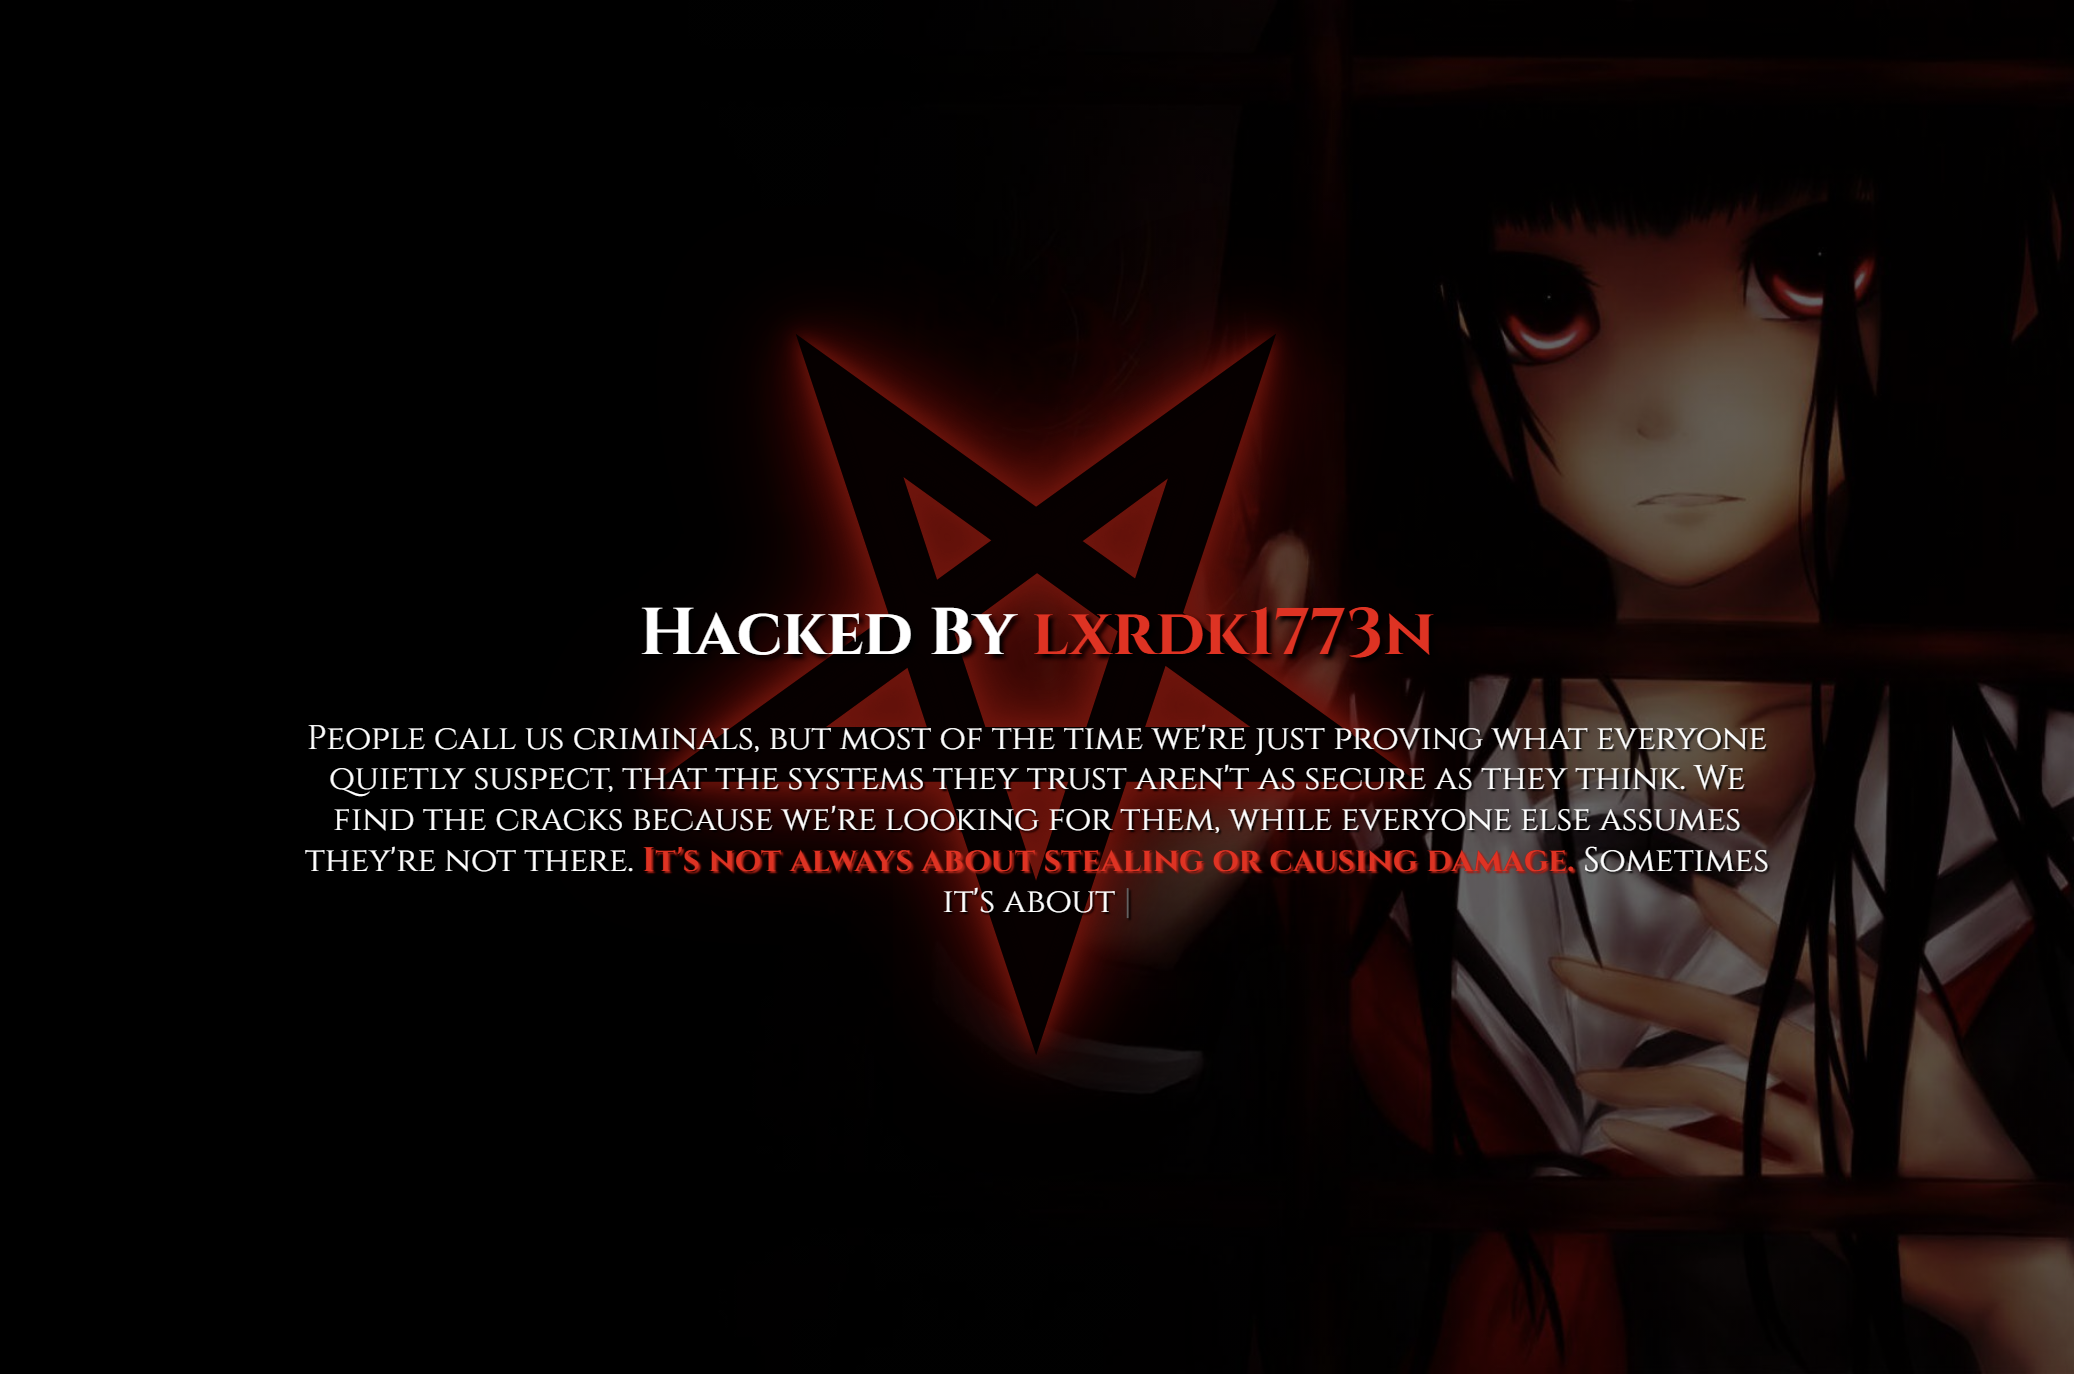 Hacked By lxrdk1773n
People call us criminals, but most of the time we're just proving what everyone
quietly suspect, that the systems they trust aren't as secure as they think. We
find the cracks because we're looking for them, while everyone else assumes
they're not there. It's not always about stealing or causing damage. Sometimes
it's about |